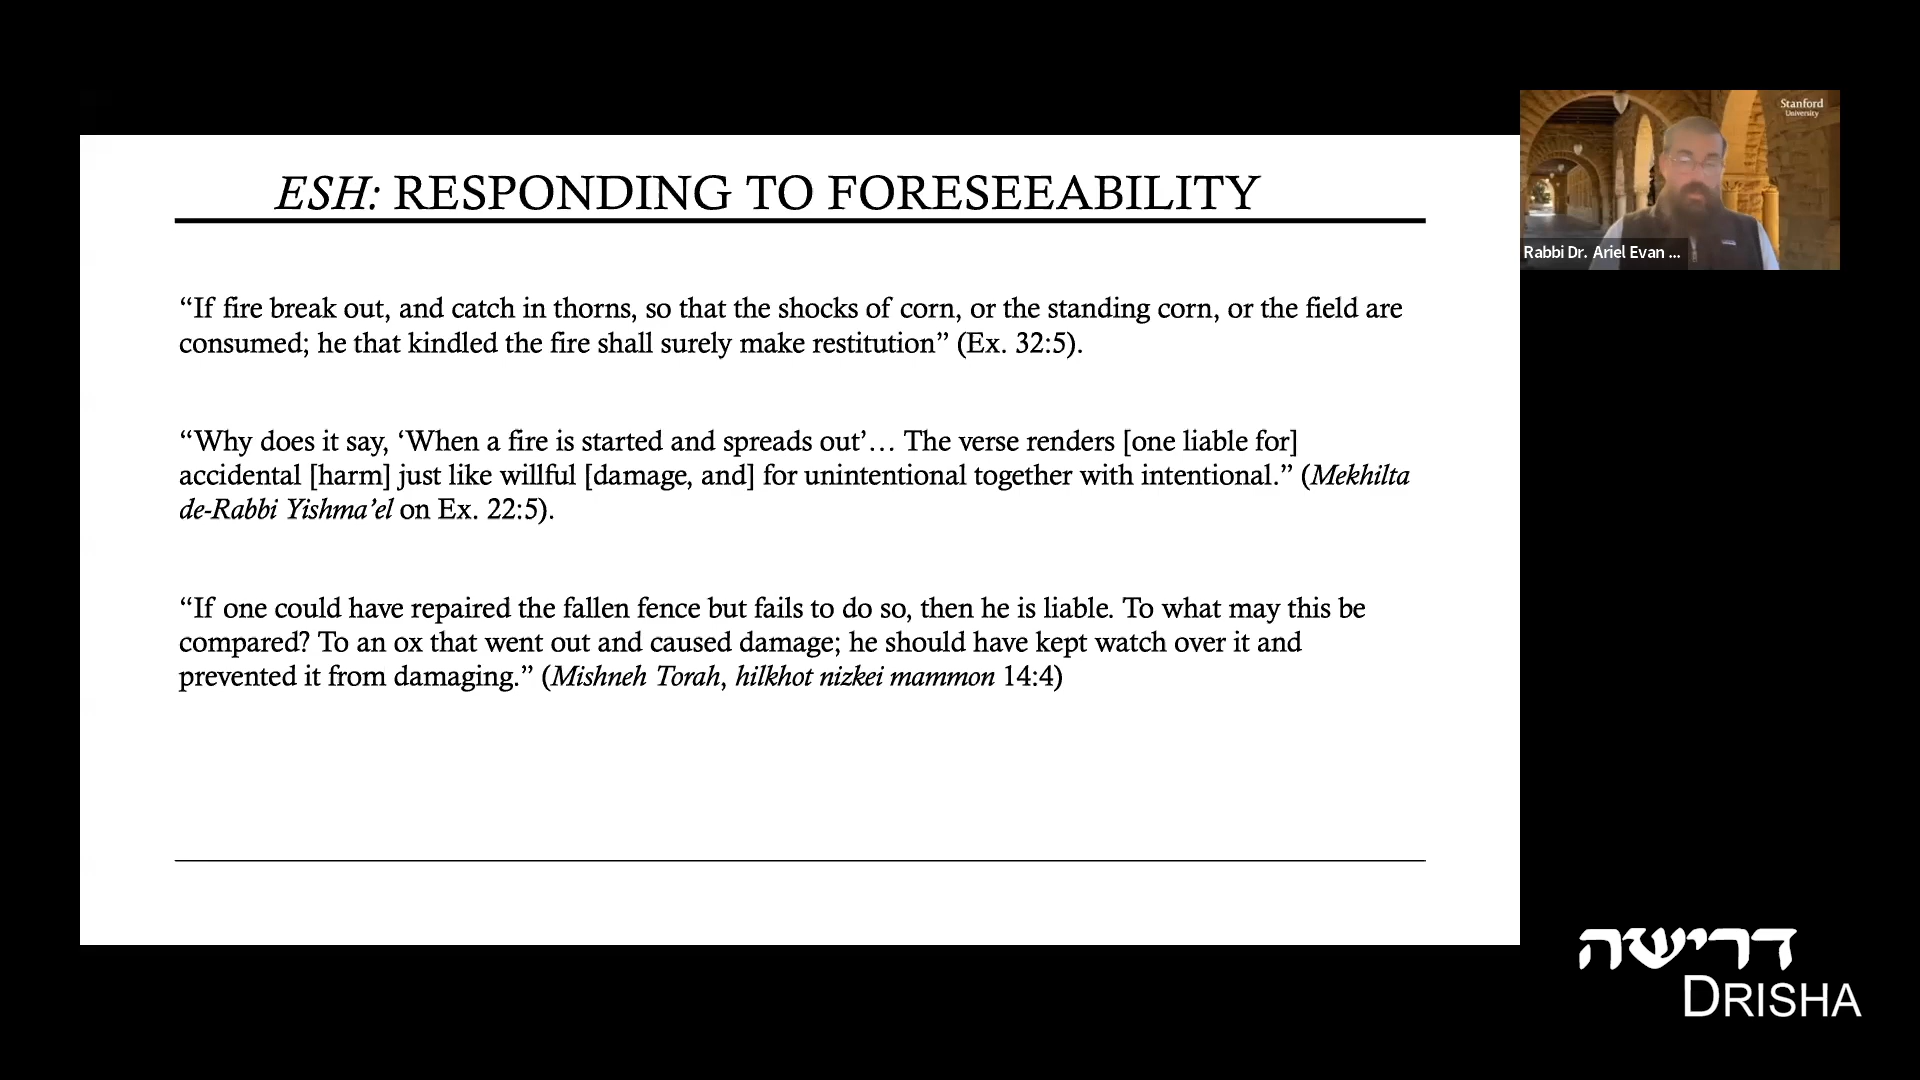 ESH: RESPONDING TO FORESEEABILITY
“If fire break out, and catch in thorns, so that the shocks of corn, or the standing corn, or the field are
consumed; he that kindled the fire shall surely make restitution” (Ex. 32:5).
“Why does it say, ‘When a fire is started and spreads out’… The verse renders [one liable for]
accidental [harm] just like willful [damage, and] for unintentional together with intentional.” (Mekhilta
de-Rabbi Yishma’el on Ex. 22:5).
“If one could have repaired the fallen fence but fails to do so, then he is liable. To what may this be
compared? To an ox that went out and caused damage; he should have kept watch over it and
prevented it from damaging.” (Mishneh Torah, hilkhot nizkei mammon 14:4)
Stanford
University
Rabbi Dr. Ariel Evan ...
דרישה
DRISHA